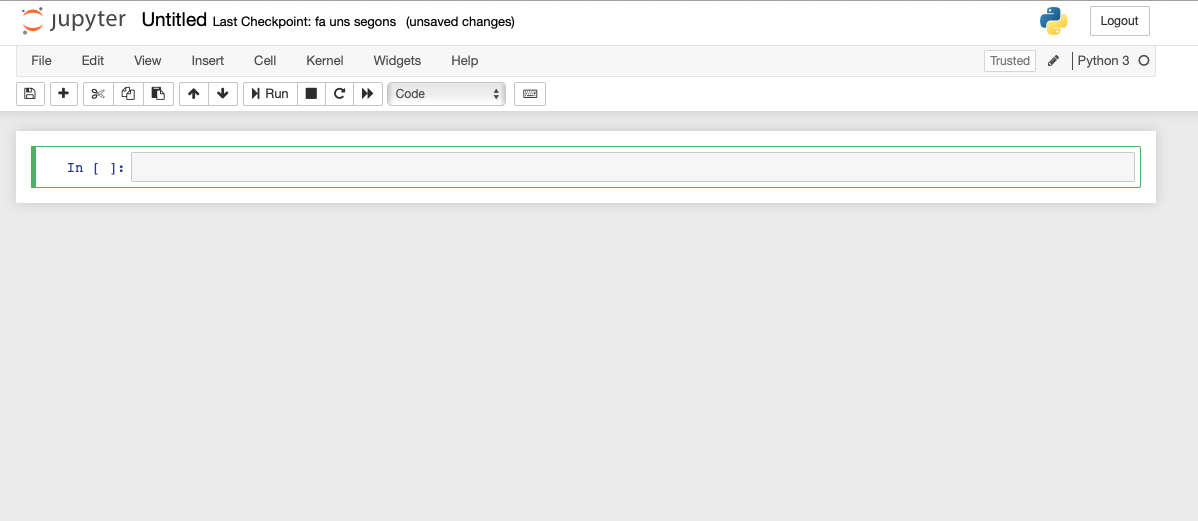 jupyter Untitled Last Checkpoint: fa uns segons (unsaved changes)
Logout
File Edit View Insert Cell Kernel Widgets Help
Trusted
Python 3
Run
Code
In [ ]: